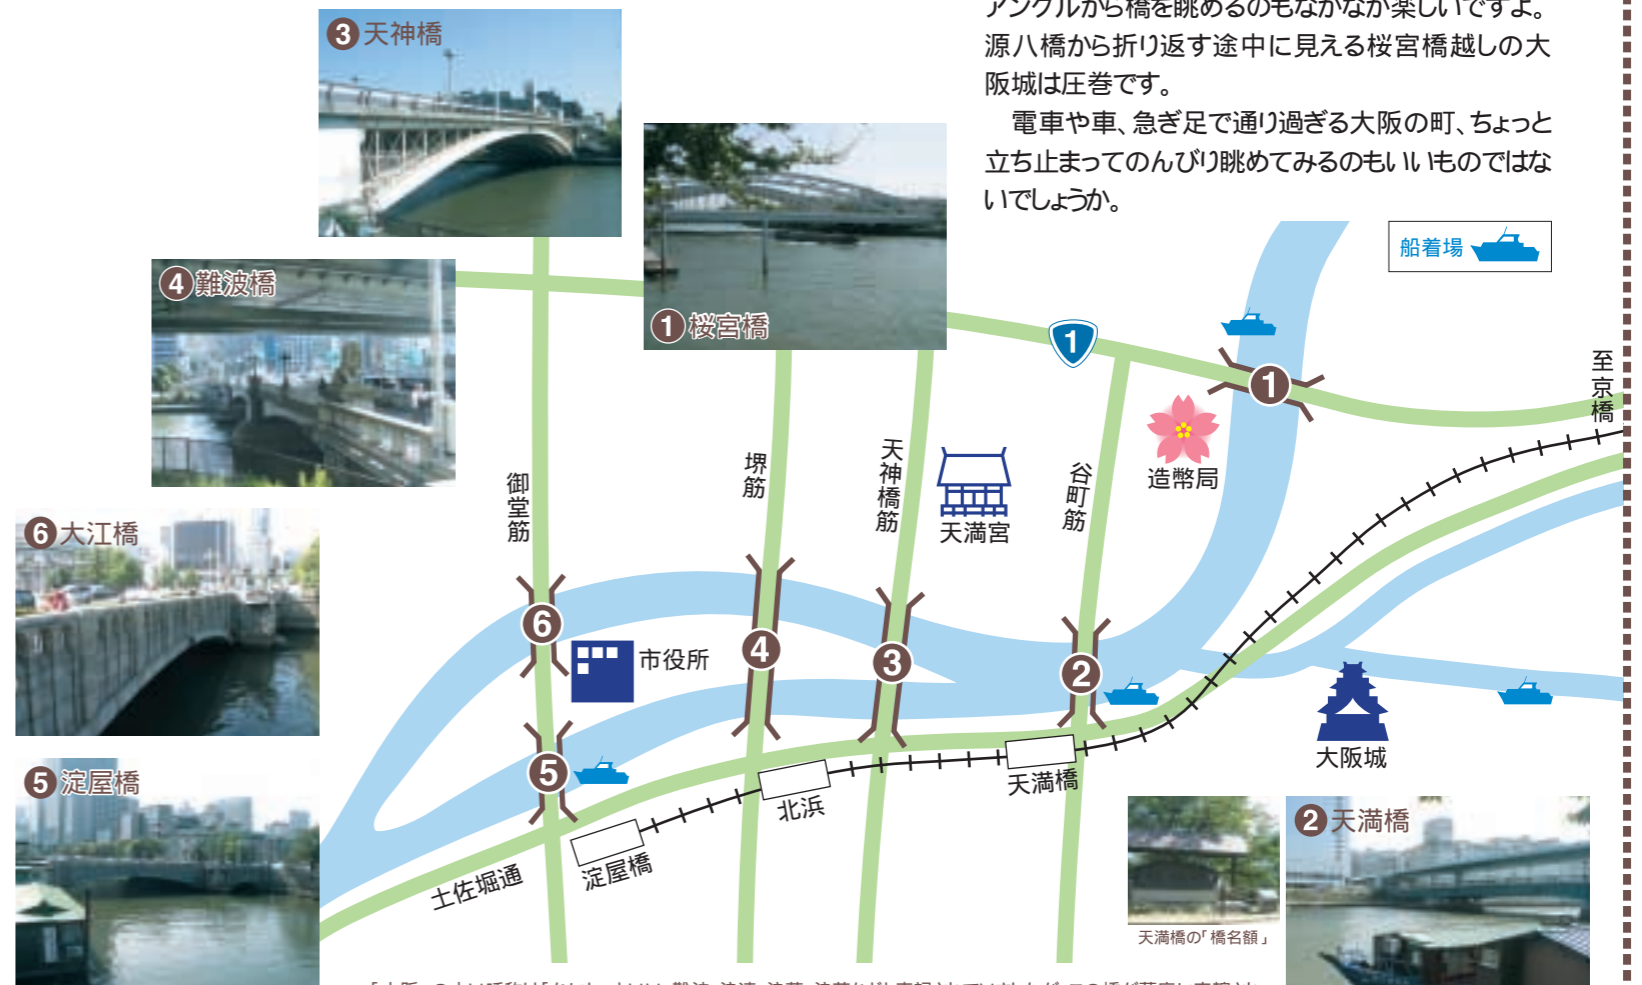 アングルから橋を眺めるのもなかなか楽しいですよ。
源八橋から折り返す途中に見える桜宮橋越しの大
阪城は圧巻です。
　電車や車、急ぎ足で通り過ぎる大阪の町、ちょっと
立ち止まってのんびり眺めてみるのもいいものではな
いでしょうか。
船着場
3 天神橋
4 難波橋
1 桜宮橋
6 大江橋
5 淀屋橋
1
1
至京橋
造幣局
御堂筋
堺筋
天神橋筋
天満宮
谷町筋
6
市役所
4
3
2
5
大阪城
天満橋
北浜
淀屋橋
土佐堀通
天満橋の「橋名額」
2 天満橋